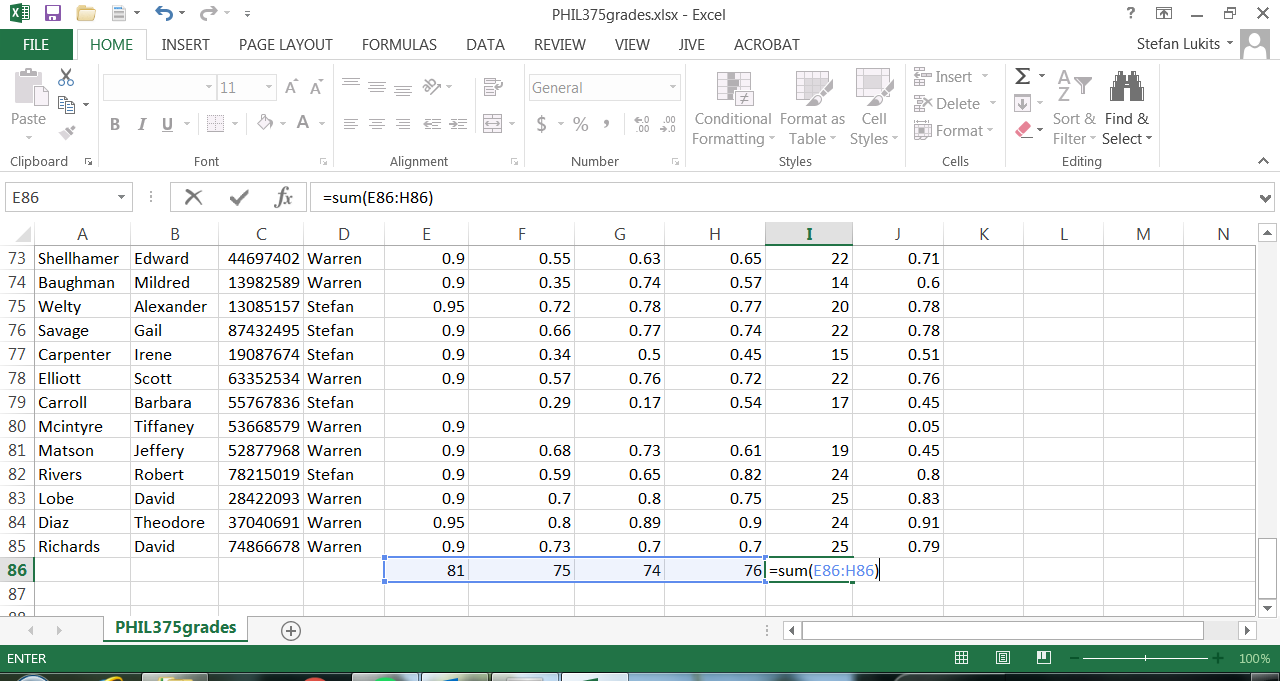 PHIL375grades.xlsx - Excel
?
FILE HOME INSERT PAGE LAYOUT FORMULAS DATA REVIEW VIEW JIVE ACROBAT Stefan Lukits
Paste
11
B I U A
General
$ % ,
Conditional Formatting
Format as Table
Cell Styles
Insert
Delete
Format
Sort & Filter
Find & Select
Clipboard Font Alignment Number Styles Cells Editing
E86 fx =sum(E86:H86)
A B C D E F G H I J K L M N
73 Shellhamer Edward 44697402 Warren 0.9 0.55 0.63 0.65 22 0.71
74 Baughman Mildred 13982589 Warren 0.9 0.35 0.74 0.57 14 0.6
75 Welty Alexander 13085157 Stefan 0.95 0.72 0.78 0.77 20 0.78
76 Savage Gail 87432495 Stefan 0.9 0.66 0.77 0.74 22 0.78
77 Carpenter Irene 19087674 Stefan 0.9 0.34 0.5 0.45 15 0.51
78 Elliott Scott 63352534 Warren 0.9 0.57 0.76 0.72 22 0.76
79 Carroll Barbara 55767836 Stefan 0.29 0.17 0.54 17 0.45
80 Mcintyre Tiffaney 53668579 Warren 0.9 0.05
81 Matson Jeffery 52877968 Warren 0.9 0.68 0.73 0.61 19 0.45
82 Rivers Robert 78215019 Stefan 0.9 0.59 0.65 0.82 24 0.8
83 Lobe David 28422093 Warren 0.9 0.7 0.8 0.75 25 0.83
84 Diaz Theodore 37040691 Warren 0.95 0.8 0.89 0.9 24 0.91
85 Richards David 74866678 Warren 0.9 0.73 0.7 0.7 25 0.79
86 81 75 74 76 =sum(E86:H86)
87
PHIL375grades
ENTER 100%